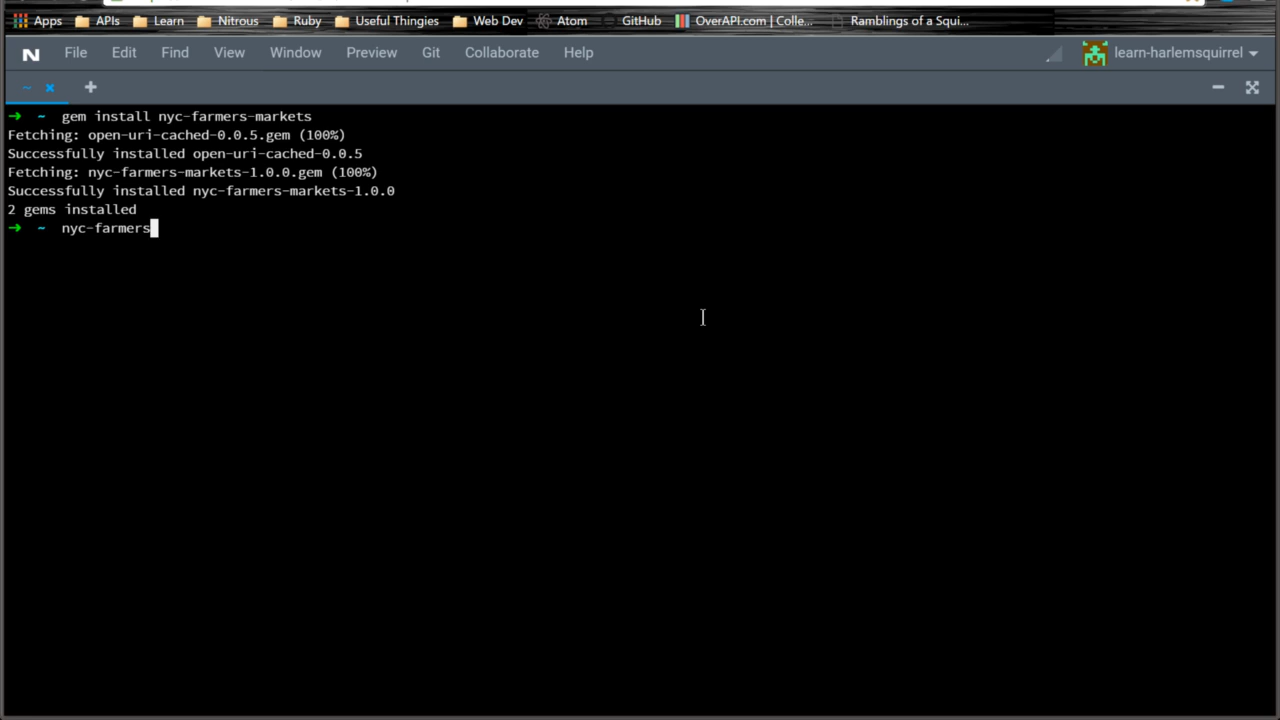 Apps APIs Learn Nitrous Ruby Useful Thingies Web Dev Atom GitHub OverAPI.com | Colle... Ramblings of a Squi...
N File Edit Find View Window Preview Git Collaborate Help learn-harlemsquirrel
~ × +
➜ ~ gem install nyc-farmers-markets
Fetching: open-uri-cached-0.0.5.gem (100%)
Successfully installed open-uri-cached-0.0.5
Fetching: nyc-farmers-markets-1.0.0.gem (100%)
Successfully installed nyc-farmers-markets-1.0.0
2 gems installed
➜ ~ nyc-farmers